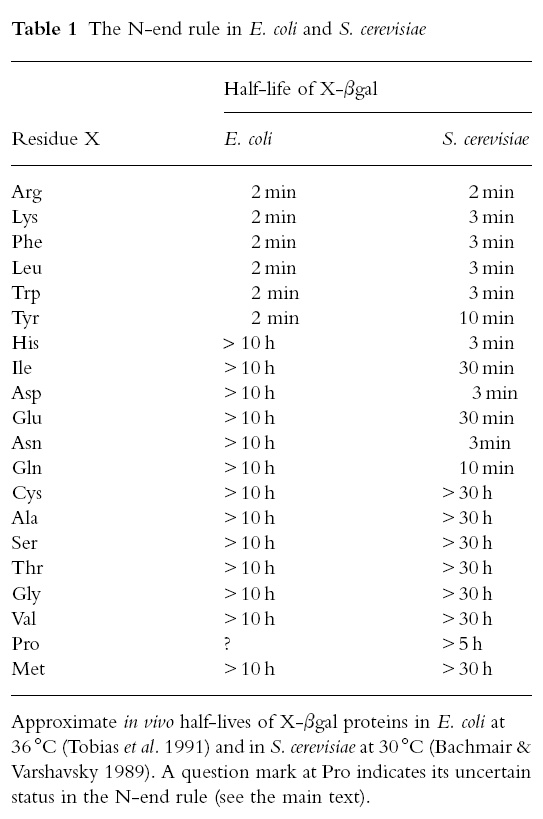 Table 1 The N-end rule in E. coli and S. cerevisiae
Half-life of X-βgal
Residue X E. coli S. cerevisiae
Arg 2 min 2 min
Lys 2 min 3 min
Phe 2 min 3 min
Leu 2 min 3 min
Trp 2 min 3 min
Tyr 2 min 10 min
His > 10 h 3 min
Ile > 10 h 30 min
Asp > 10 h 3 min
Glu > 10 h 30 min
Asn > 10 h 3min
Gln > 10 h 10 min
Cys > 10 h > 30 h
Ala > 10 h > 30 h
Ser > 10 h > 30 h
Thr > 10 h > 30 h
Gly > 10 h > 30 h
Val > 10 h > 30 h
Pro ? > 5 h
Met > 10 h > 30 h
Approximate in vivo half-lives of X-βgal proteins in E. coli at
36 °C (Tobias et al. 1991) and in S. cerevisiae at 30 °C (Bachmair &
Varshavsky 1989). A question mark at Pro indicates its uncertain
status in the N-end rule (see the main text).